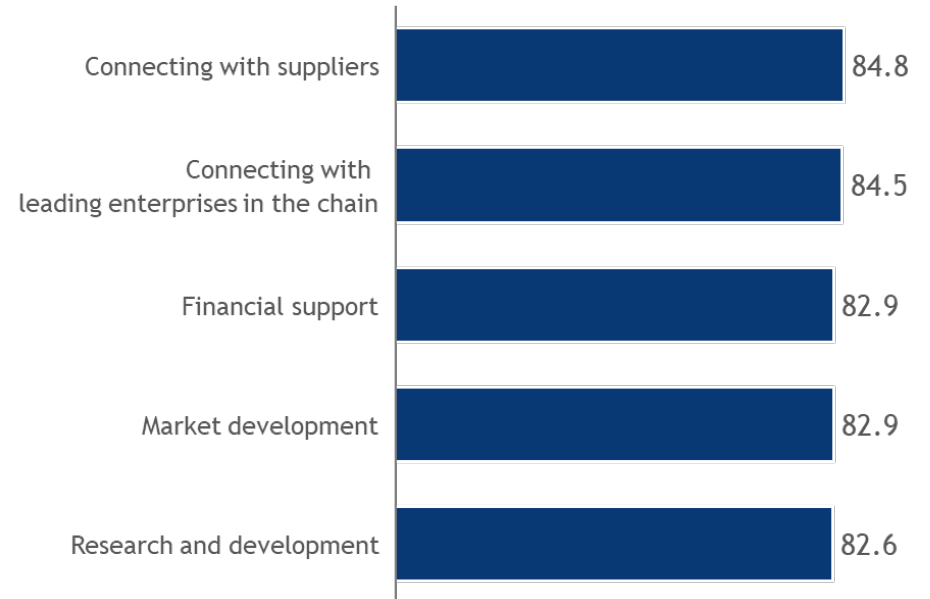 Connecting with suppliers
84.8
Connecting with
leading enterprises in the chain
84.5
Financial support
82.9
Market development
82.9
Research and development
82.6